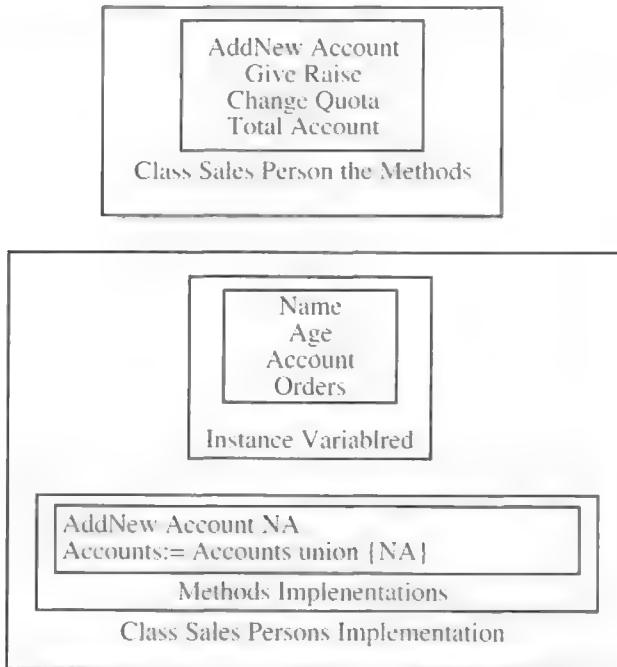 AddNew Account
Give Raise
Change Quota
Total Account
Class Sales Person the Methods
Name
Age
Account
Orders
Instance Variablred
AddNew Account NA
Accounts:= Accounts union {NA}
Methods Implenentations
Class Sales Persons Implementation